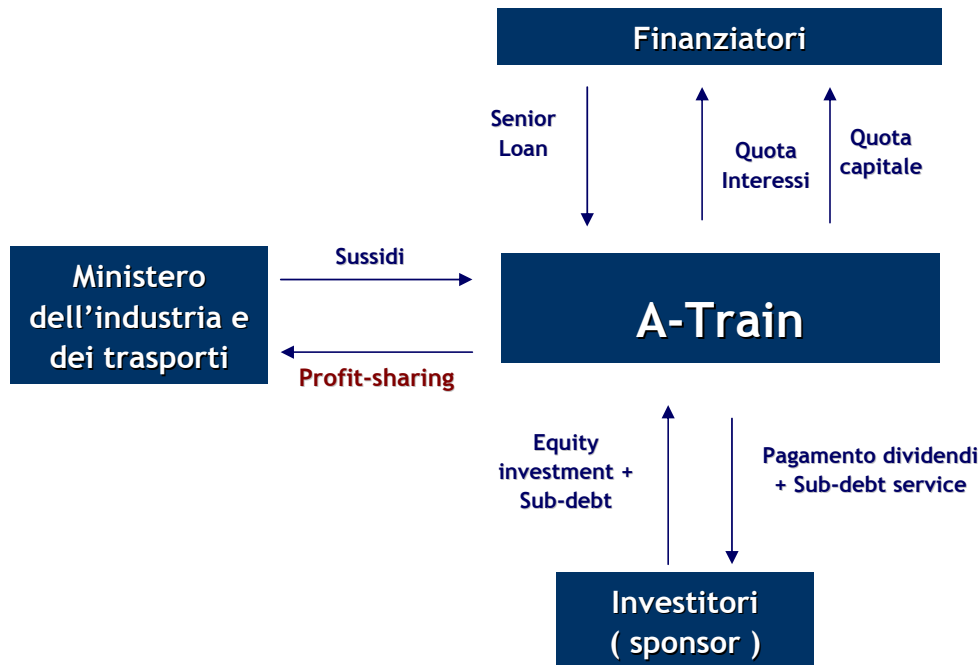 Finanziatori
Senior
Loan
Quota
Interessi
Quota
capitale
Ministero
dell’industria e
dei trasporti
Sussidi
Profit-sharing
A-Train
Equity
investment +
Sub-debt
Pagamento dividendi
+ Sub-debt service
Investitori
( sponsor )